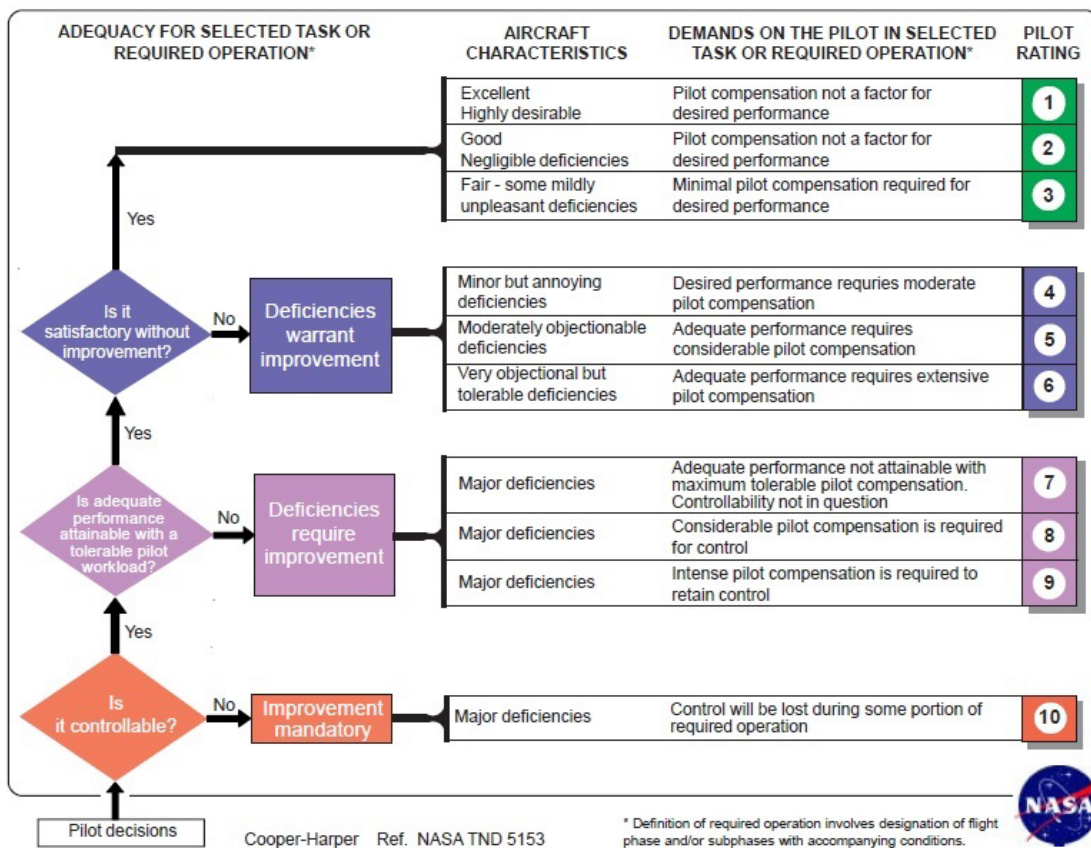 ADEQUACY FOR SELECTED TASK OR
REQUIRED OPERATION*
AIRCRAFT
CHARACTERISTICS
DEMANDS ON THE PILOT IN SELECTED
TASK OR REQUIRED OPERATION*
PILOT
RATING
Excellent
Highly desirable
Pilot compensation not a factor for
desired performance
1
Good
Negligible deficiencies
Pilot compensation not a factor for
desired performance
2
Fair - some mildly
unpleasant deficiencies
Minimal pilot compensation required for
desired performance
3
Yes
Is it
satisfactory without
improvement?
No
Deficiencies
warrant
improvement
Minor but annoying
deficiencies
Desired performance requries moderate
pilot compensation
4
Moderately objectionable
deficiencies
Adequate performance requires
considerable pilot compensation
5
Very objectional but
tolerable deficiencies
Adequate performance requires extensive
pilot compensation
6
Yes
Is adequate
performance
attainable with a
tolerable pilot
workload?
No
Deficiencies
require
improvement
Major deficiencies
Adequate performance not attainable with
maximum tolerable pilot compensation.
Controllability not in question
7
Major deficiencies
Considerable pilot compensation is required
for control
8
Major deficiencies
Intense pilot compensation is required to
retain control
9
Yes
Is
it controllable?
No
Improvement
mandatory
Major deficiencies
Control will be lost during some portion of
required operation
10
Pilot decisions
Cooper-Harper Ref. NASA TND 5153
* Definition of required operation involves designation of flight
phase and/or subphases with accompanying conditions.
NASA